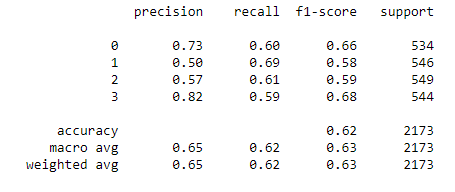 precision recall f1-score support
0 0.73 0.60 0.66 534
1 0.50 0.69 0.58 546
2 0.57 0.61 0.59 549
3 0.82 0.59 0.68 544
accuracy 0.62 2173
macro avg 0.65 0.62 0.63 2173
weighted avg 0.65 0.62 0.63 2173